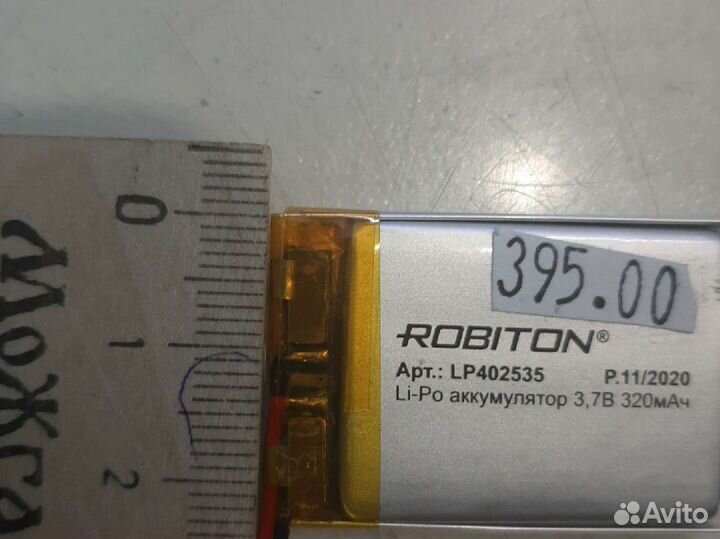 0
1
2
395.00
ROBITON®
Арт.: LP402535 Р.11/2020
Li-Po аккумулятор 3,7В 320мАч
Avito